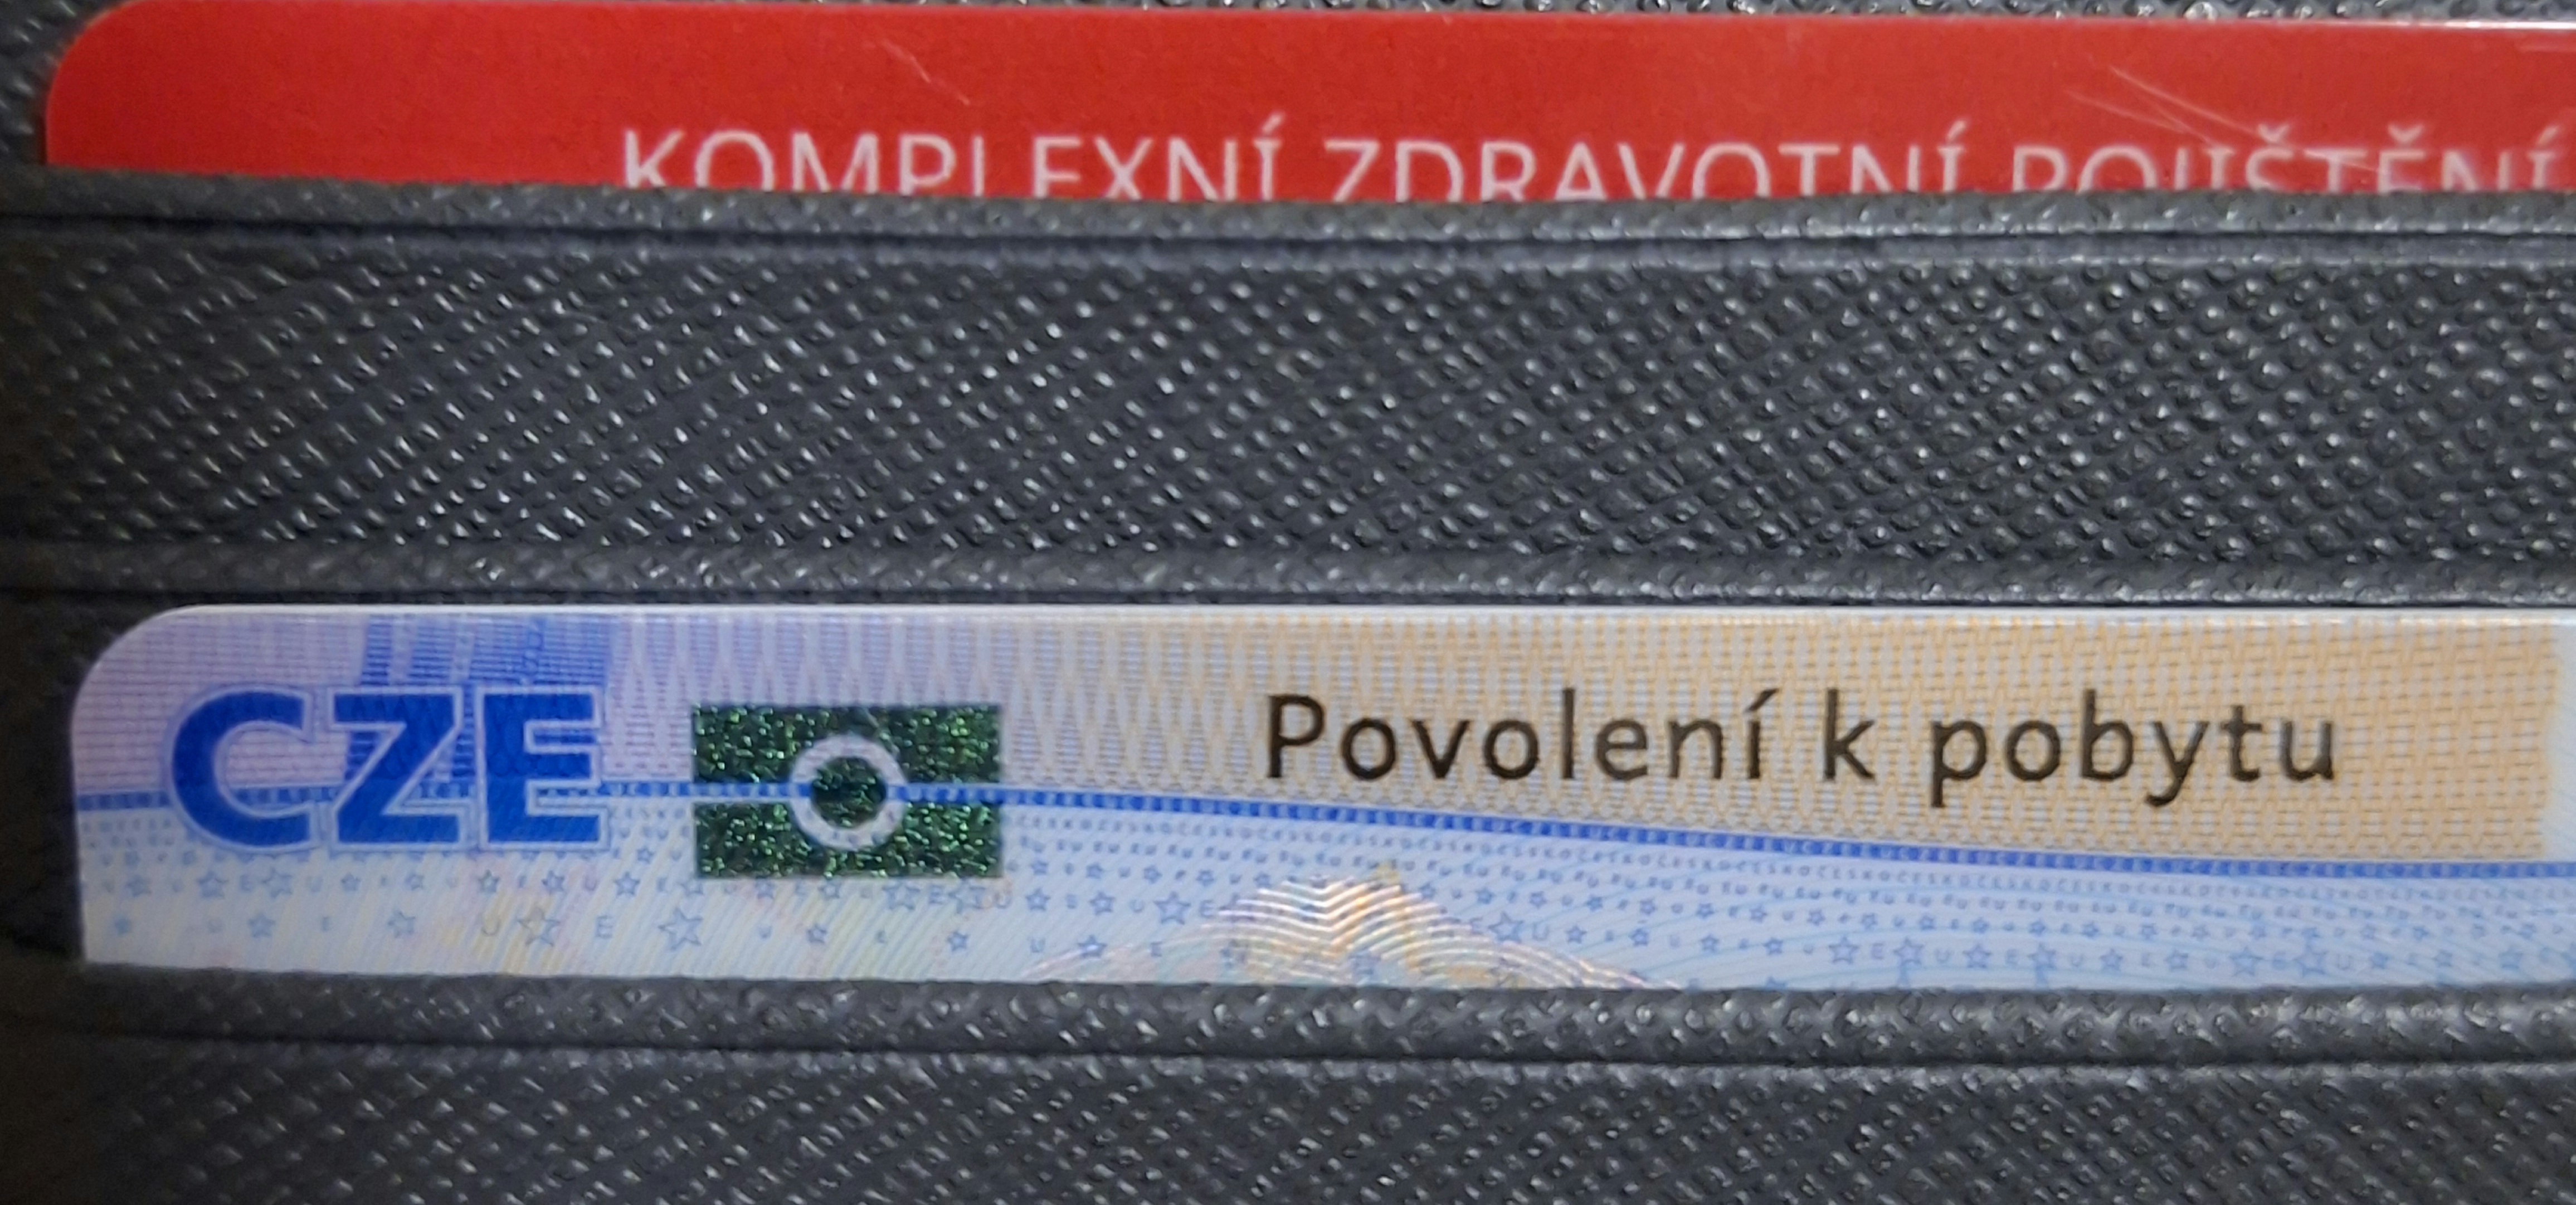 KOMPLEXNÍ ZDRAVOTNÍ POJIŠTĚNÍ
CZE
Povolení k pobytu